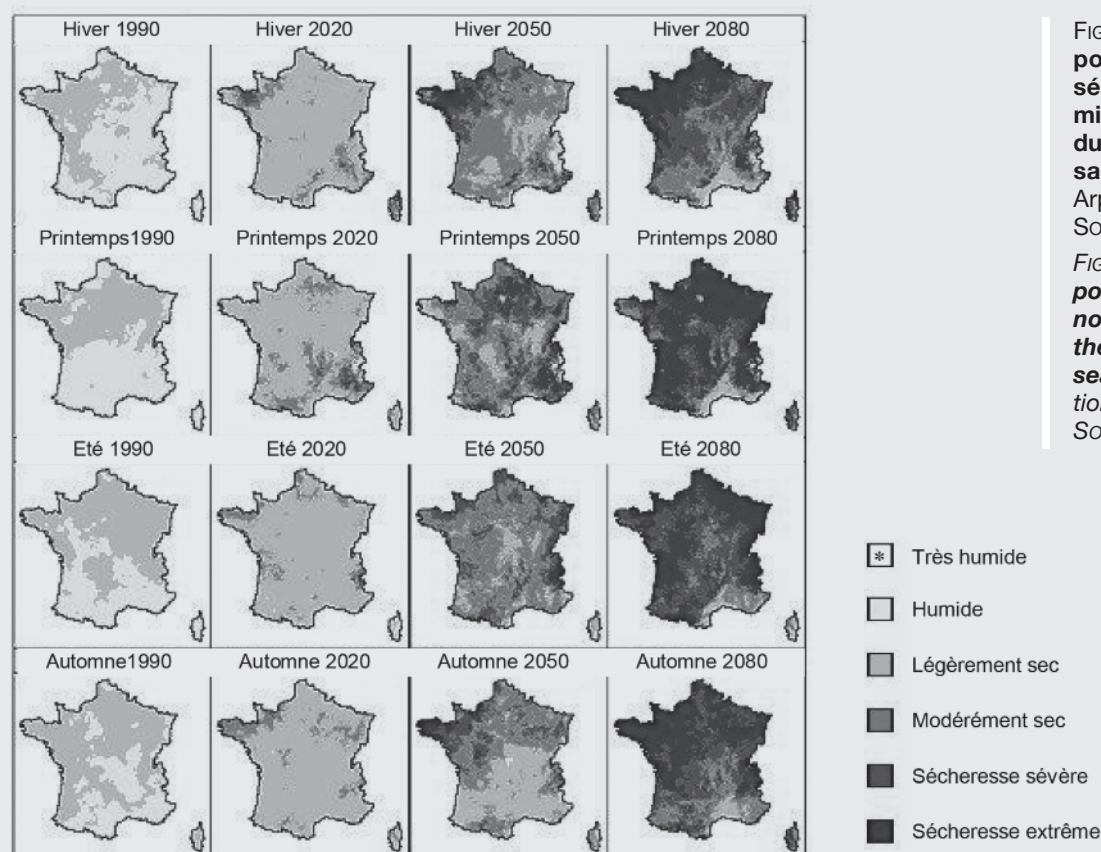 Hiver 1990 Hiver 2020 Hiver 2050 Hiver 2080
Printemps1990 Printemps 2020 Printemps 2050 Printemps 2080
Eté 1990 Eté 2020 Eté 2050 Eté 2080
Automne1990 Automne 2020 Automne 2050 Automne 2080
* Très humide
Humide
Légèrement sec
Modérément sec
Sécheresse sévère
Sécheresse extrême